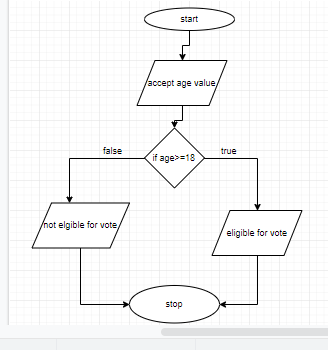 start
accept age value
false
true
if age>=18
not elgible for vote
eligible for vote
stop